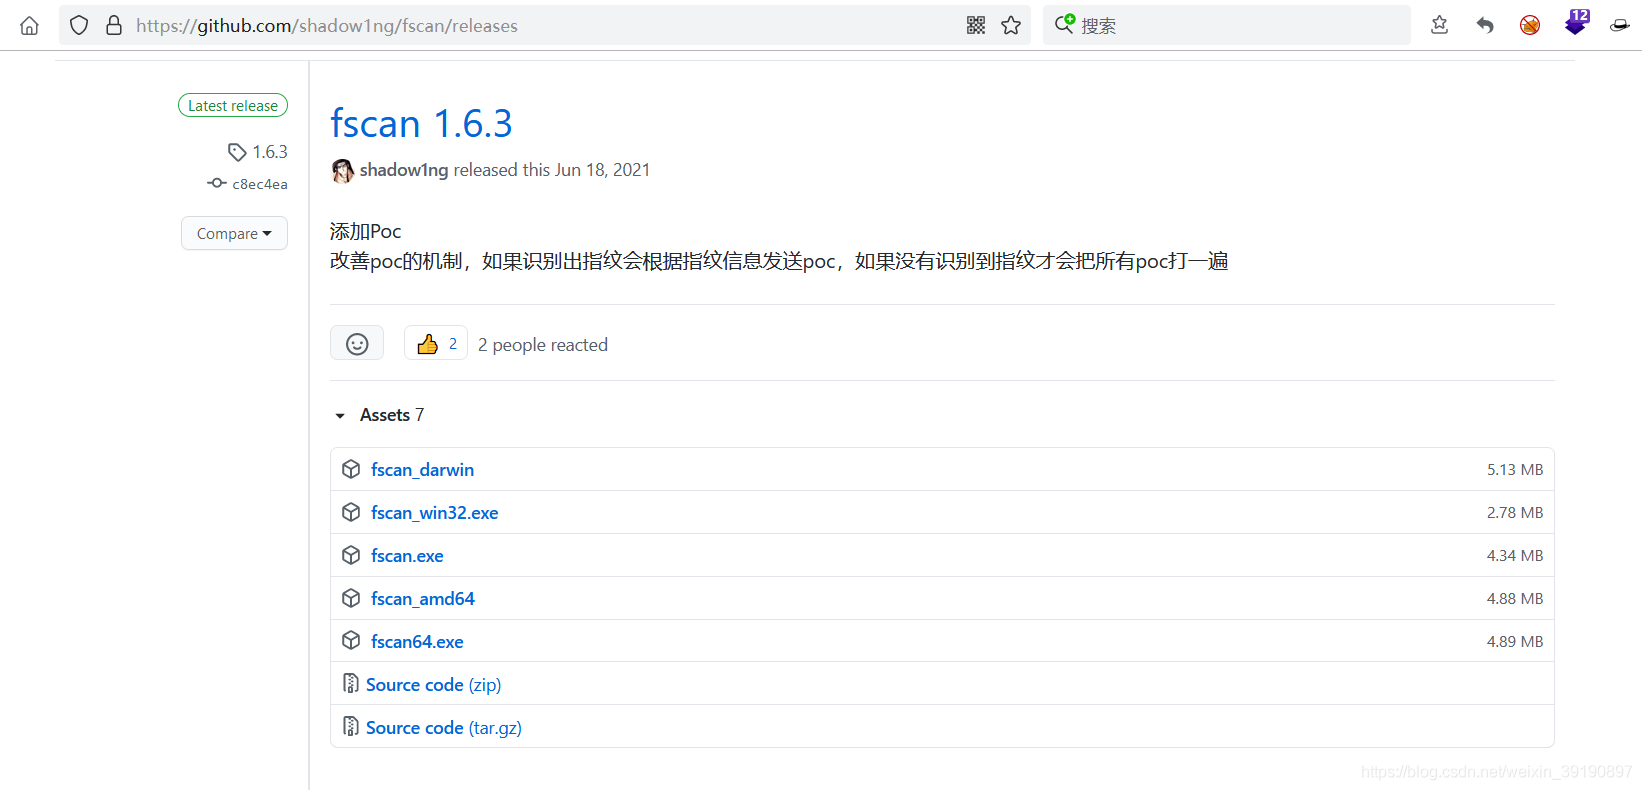 https://github.com/shadow1ng/fscan/releases
搜索
12
Latest release
1.6.3
c8ec4ea
Compare
fscan 1.6.3
shadow1ng released this Jun 18, 2021
添加Poc
改善poc的机制，如果识别出指纹会根据指纹信息发送poc，如果没有识别到指纹才会把所有poc打一遍
2 2 people reacted
Assets 7
fscan_darwin 5.13 MB
fscan_win32.exe 2.78 MB
fscan.exe 4.34 MB
fscan_amd64 4.88 MB
fscan64.exe 4.89 MB
Source code (zip)
Source code (tar.gz)
https://blog.csdn.net/weixin_39190897